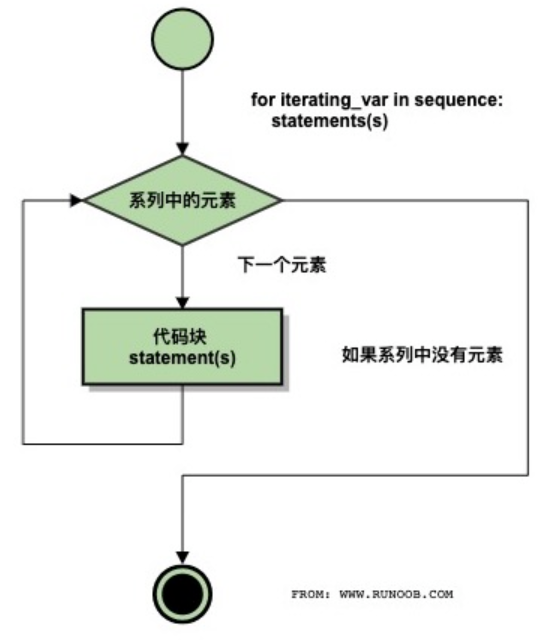 for iterating_var in sequence:
statements(s)
系列中的元素
下一个元素
代码块
statement(s)
如果系列中没有元素
FROM: WWW.RUNOOB.COM